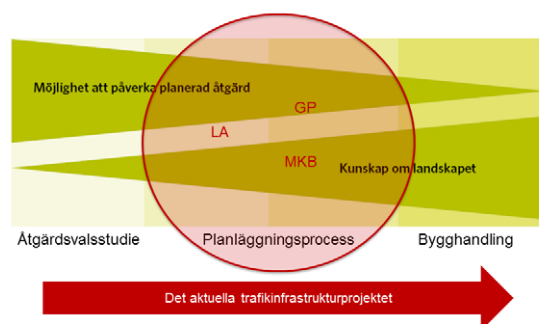 Möjlighet att påverka planerad åtgärd
GP
LA
MKB
Kunskap om landskapet
Åtgärdsvalsstudie
Planläggningsprocess
Bygghandling
Det aktuella trafikinfrastrukturprojektet